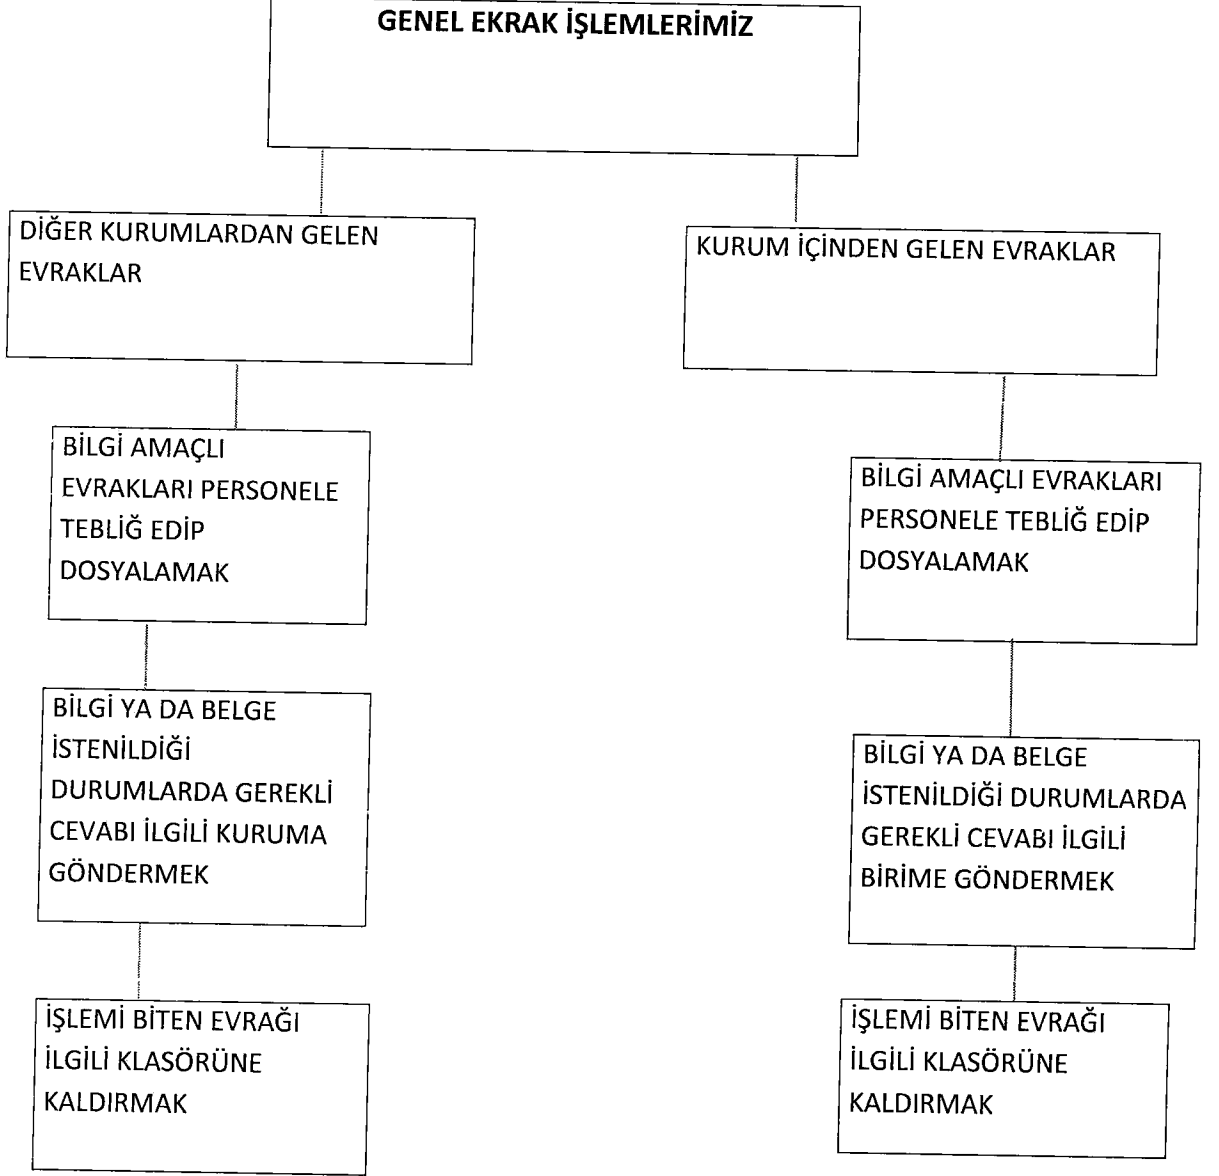 GENEL EKRAK İŞLEMLERİMİZ
DİĞER KURUMLARDAN GELEN
EVRAKLAR
BİLGİ AMAÇLI
EVRAKLARI PERSONELE
TEBLİĞ EDİP
DOSYALAMAK
BİLGİ YA DA BELGE
İSTENİLDİĞİ
DURUMLARDA GEREKLİ
CEVABI İLGİLİ KURUMA
GÖNDERMEK
İŞLEMİ BİTEN EVRAĞI
İLGİLİ KLASÖRÜNE
KALDIRMAK
KURUM İÇİNDEN GELEN EVRAKLAR
BİLGİ AMAÇLI EVRAKLARI
PERSONELE TEBLİĞ EDİP
DOSYALAMAK
BİLGİ YA DA BELGE
İSTENİLDİĞİ DURUMLARDA
GEREKLİ CEVABI İLGİLİ
BİRİME GÖNDERMEK
İŞLEMİ BİTEN EVRAĞI
İLGİLİ KLASÖRÜNE
KALDIRMAK